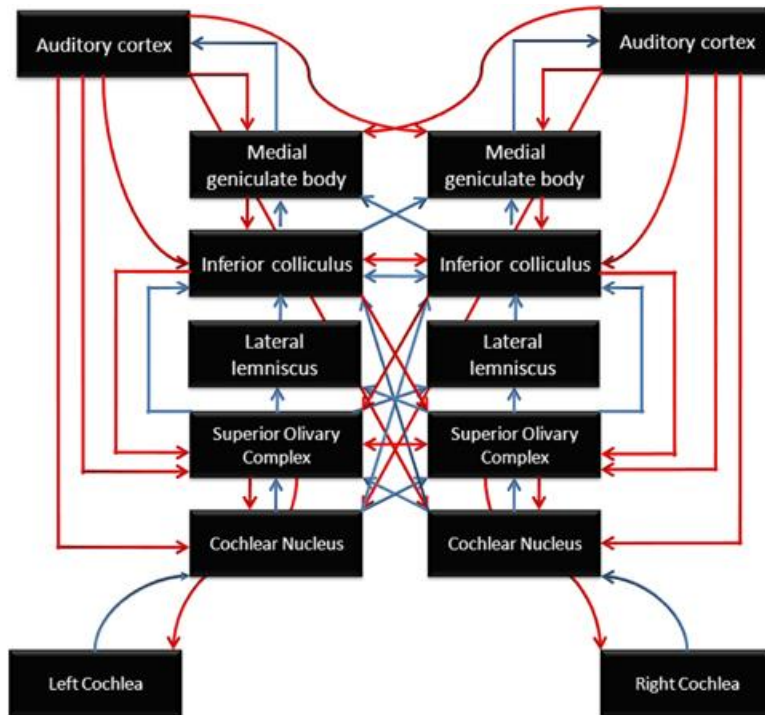 Auditory cortex
Auditory cortex
Medial
geniculate body
Medial
geniculate body
Inferior colliculus
Inferior colliculus
Lateral
lemniscus
Lateral
lemniscus
Superior Olivary
Complex
Superior Olivary
Complex
Cochlear Nucleus
Cochlear Nucleus
Left Cochlea
Right Cochlea